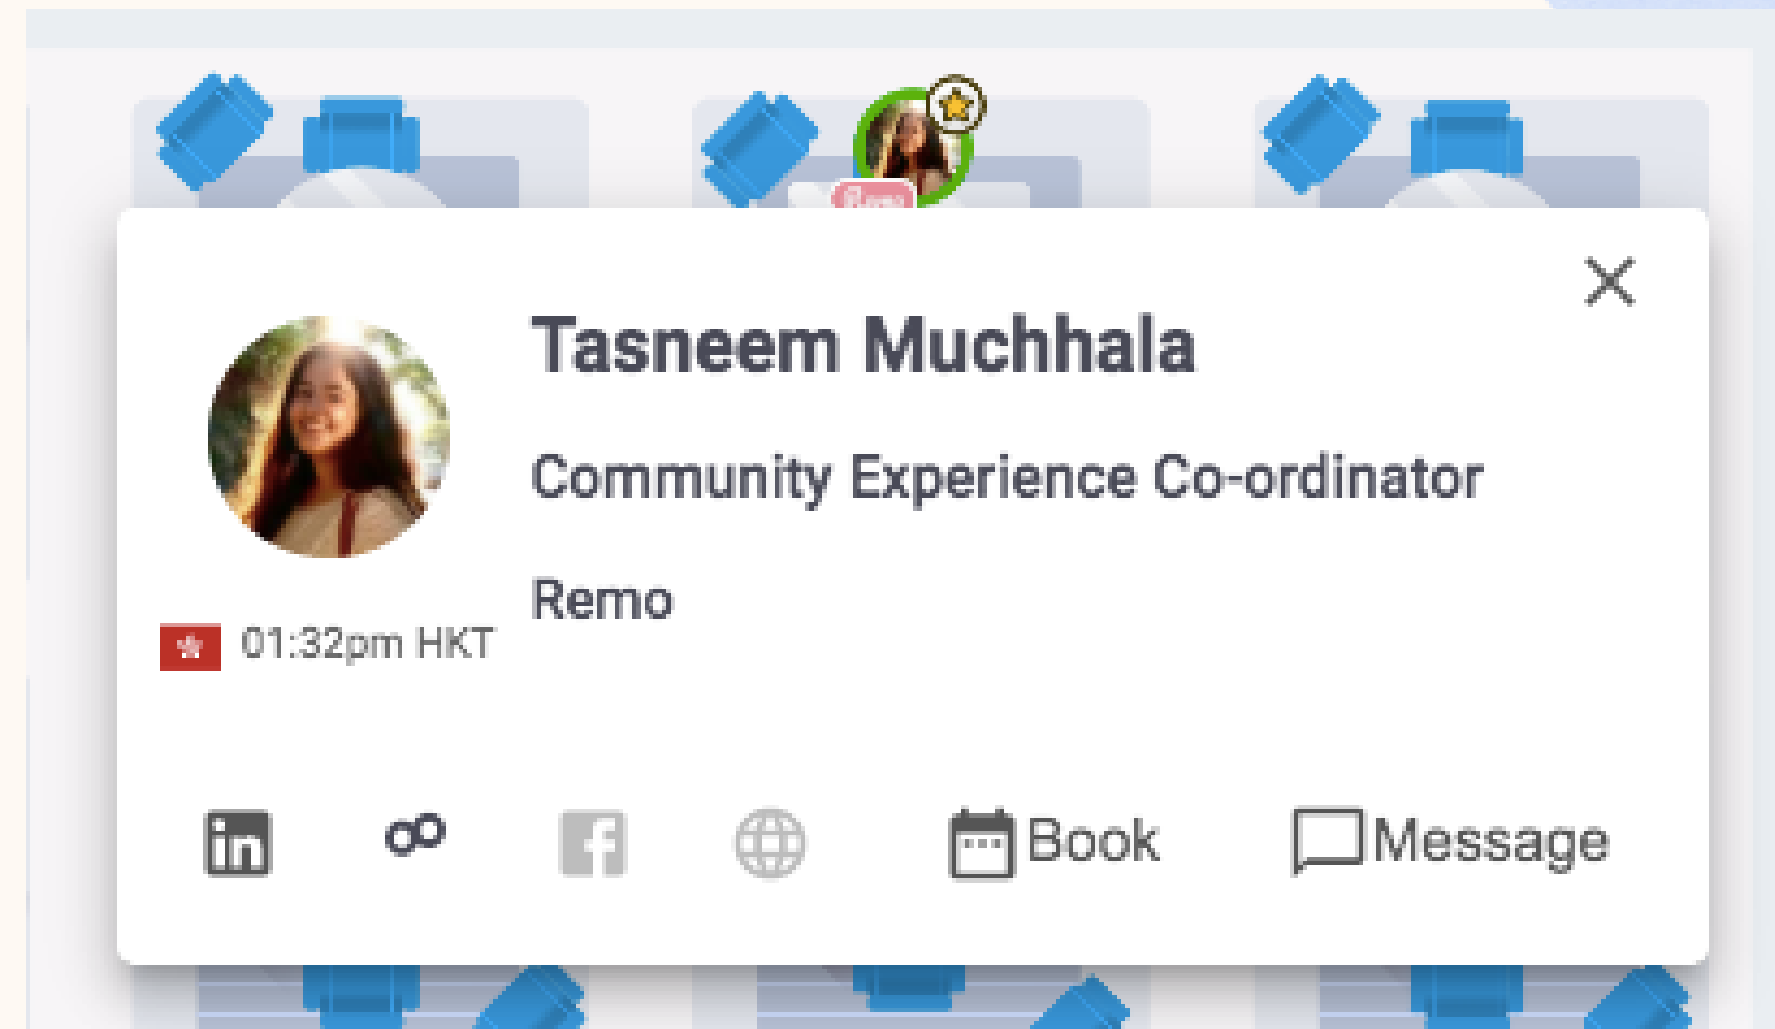 Tasneem Muchhala
Community Experience Co-ordinator
Remo
01:32pm HKT
Book
Message